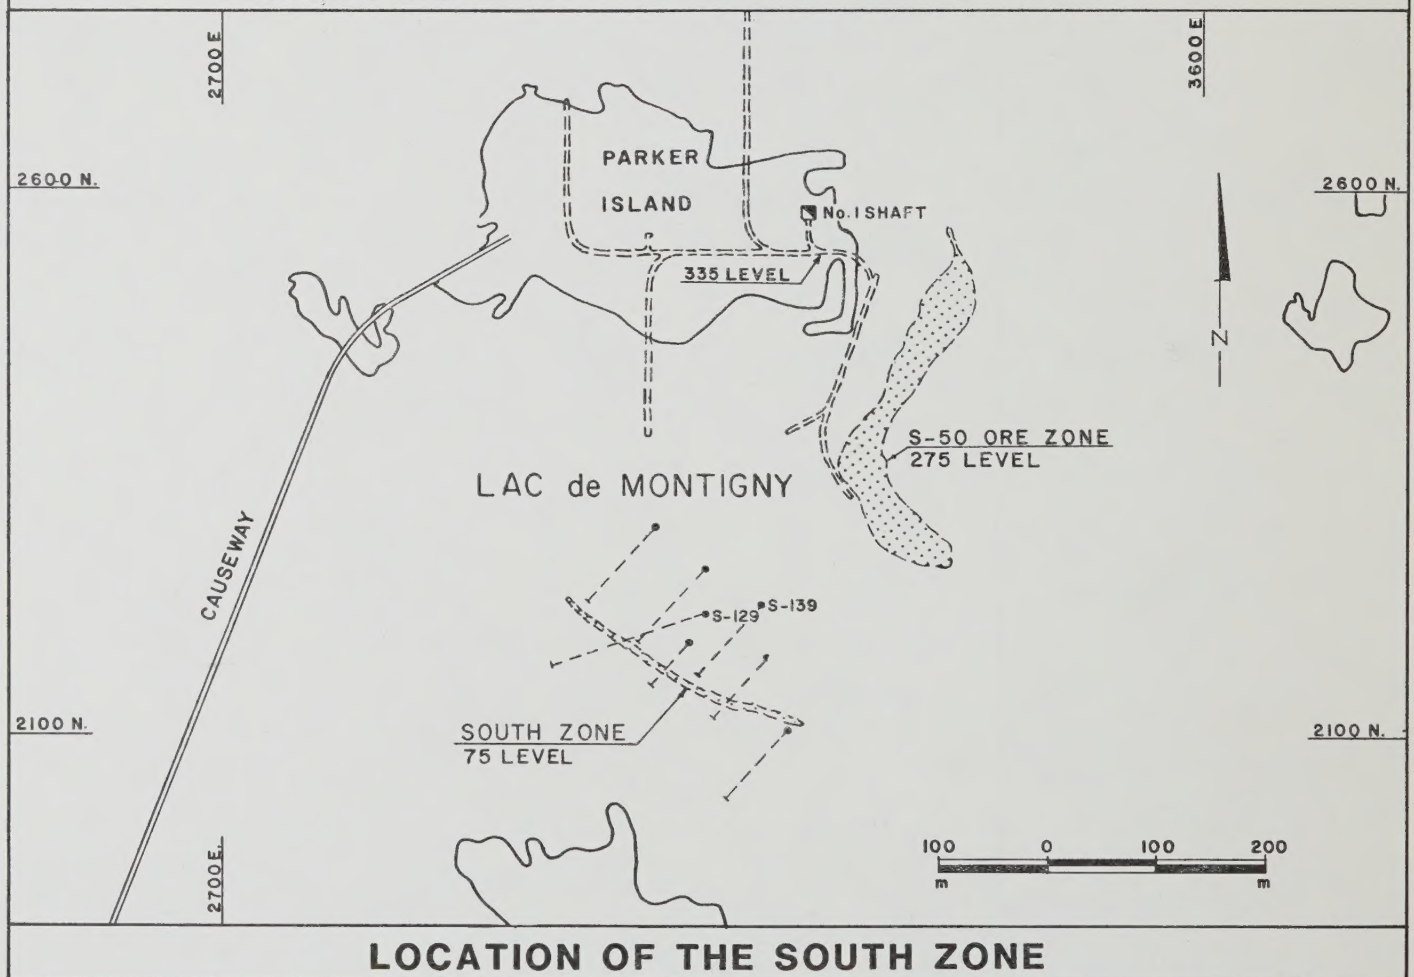 2700 E
3600 E
PARKER
ISLAND
2600 N.
2600 N.
No. 1 SHAFT
335 LEVEL
N
S-50 ORE ZONE
275 LEVEL
LAC de MONTIGNY
CAUSEWAY
S-129
S-139
2100 N.
2100 N.
SOUTH ZONE
75 LEVEL
2700 E.
100 0 100 200
m m
LOCATION OF THE SOUTH ZONE